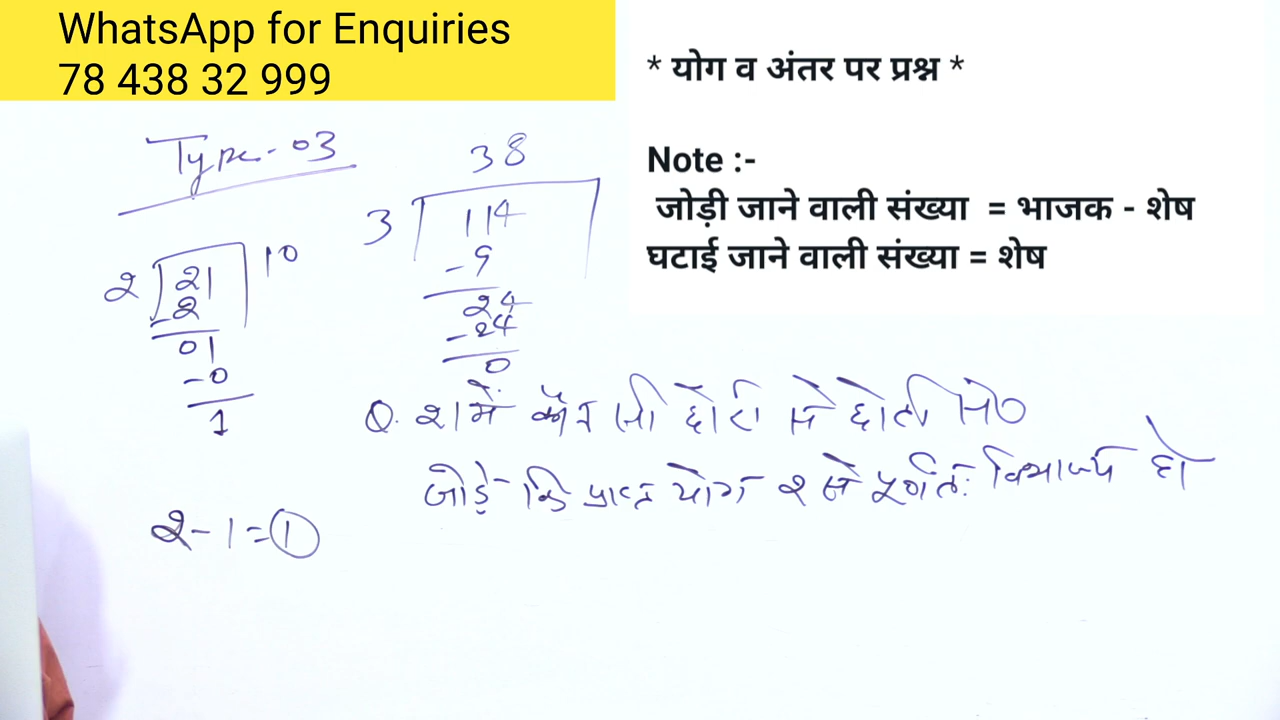 WhatsApp for Enquiries
78 438 32 999
* योग व अंतर पर प्रश्न *
Note :-
जोड़ी जाने वाली संख्या = भाजक - शेष
घटाई जाने वाली संख्या = शेष
Type-03
2 21 10
-2
01
-0
1
38
3 114
-9
24
-24
0
Q. 21 में कौन सी छोटी से छोटी सं०
जोड़े कि प्राप्त योग 2 से पूर्णतः विभाज्य हो
2-1=1